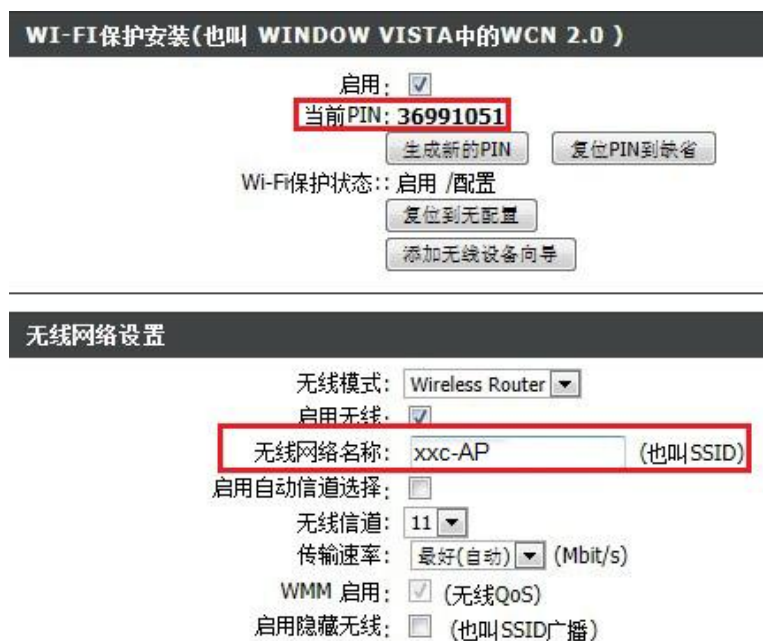 WI-FI保护安装(也叫 WINDOW VISTA中的WCN 2.0 )
启用:
当前PIN: 36991051
生成新的PIN 复位PIN到缺省
Wi-Fi保护状态:: 启用 /配置
复位到无配置
添加无线设备向导
无线网络设置
无线模式: Wireless Router
启用无线:
无线网络名称: xxc-AP (也叫SSID)
启用自动信道选择:
无线信道: 11
传输速率: 最好(自动) (Mbit/s)
WMM 启用: (无线QoS)
启用隐藏无线: (也叫SSID广播)